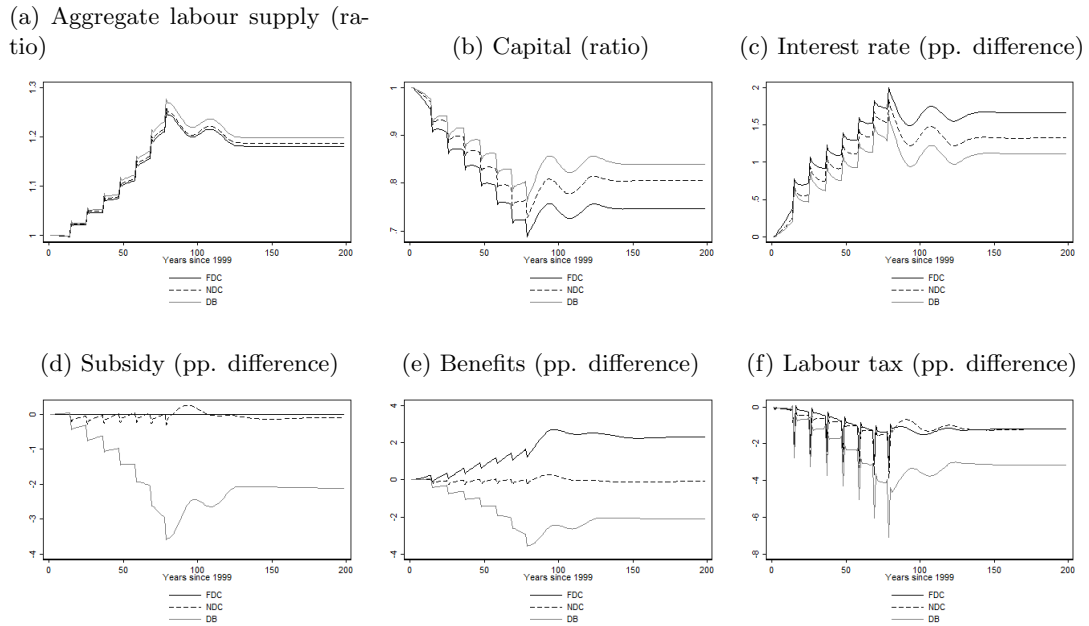 (a) Aggregate labour supply (ra-
tio)
(b) Capital (ratio)
(c) Interest rate (pp. difference)
1.3
1.2
1.1
1
0 50 100 150 200
Years since 1999
FDC
NDC
DB
1
.9
.8
.7
0 50 100 150 200
Years since 1999
FDC
NDC
DB
2
1.5
1
.5
0
0 50 100 150 200
Years since 1999
FDC
NDC
DB
(d) Subsidy (pp. difference)
(e) Benefits (pp. difference)
(f) Labour tax (pp. difference)
0
-1
-2
-3
-4
0 50 100 150 200
Years since 1999
FDC
NDC
DB
4
2
0
-2
-4
0 50 100 150 200
Years since 1999
FDC
NDC
DB
0
-2
-4
-6
-8
0 50 100 150 200
Years since 1999
FDC
NDC
DB